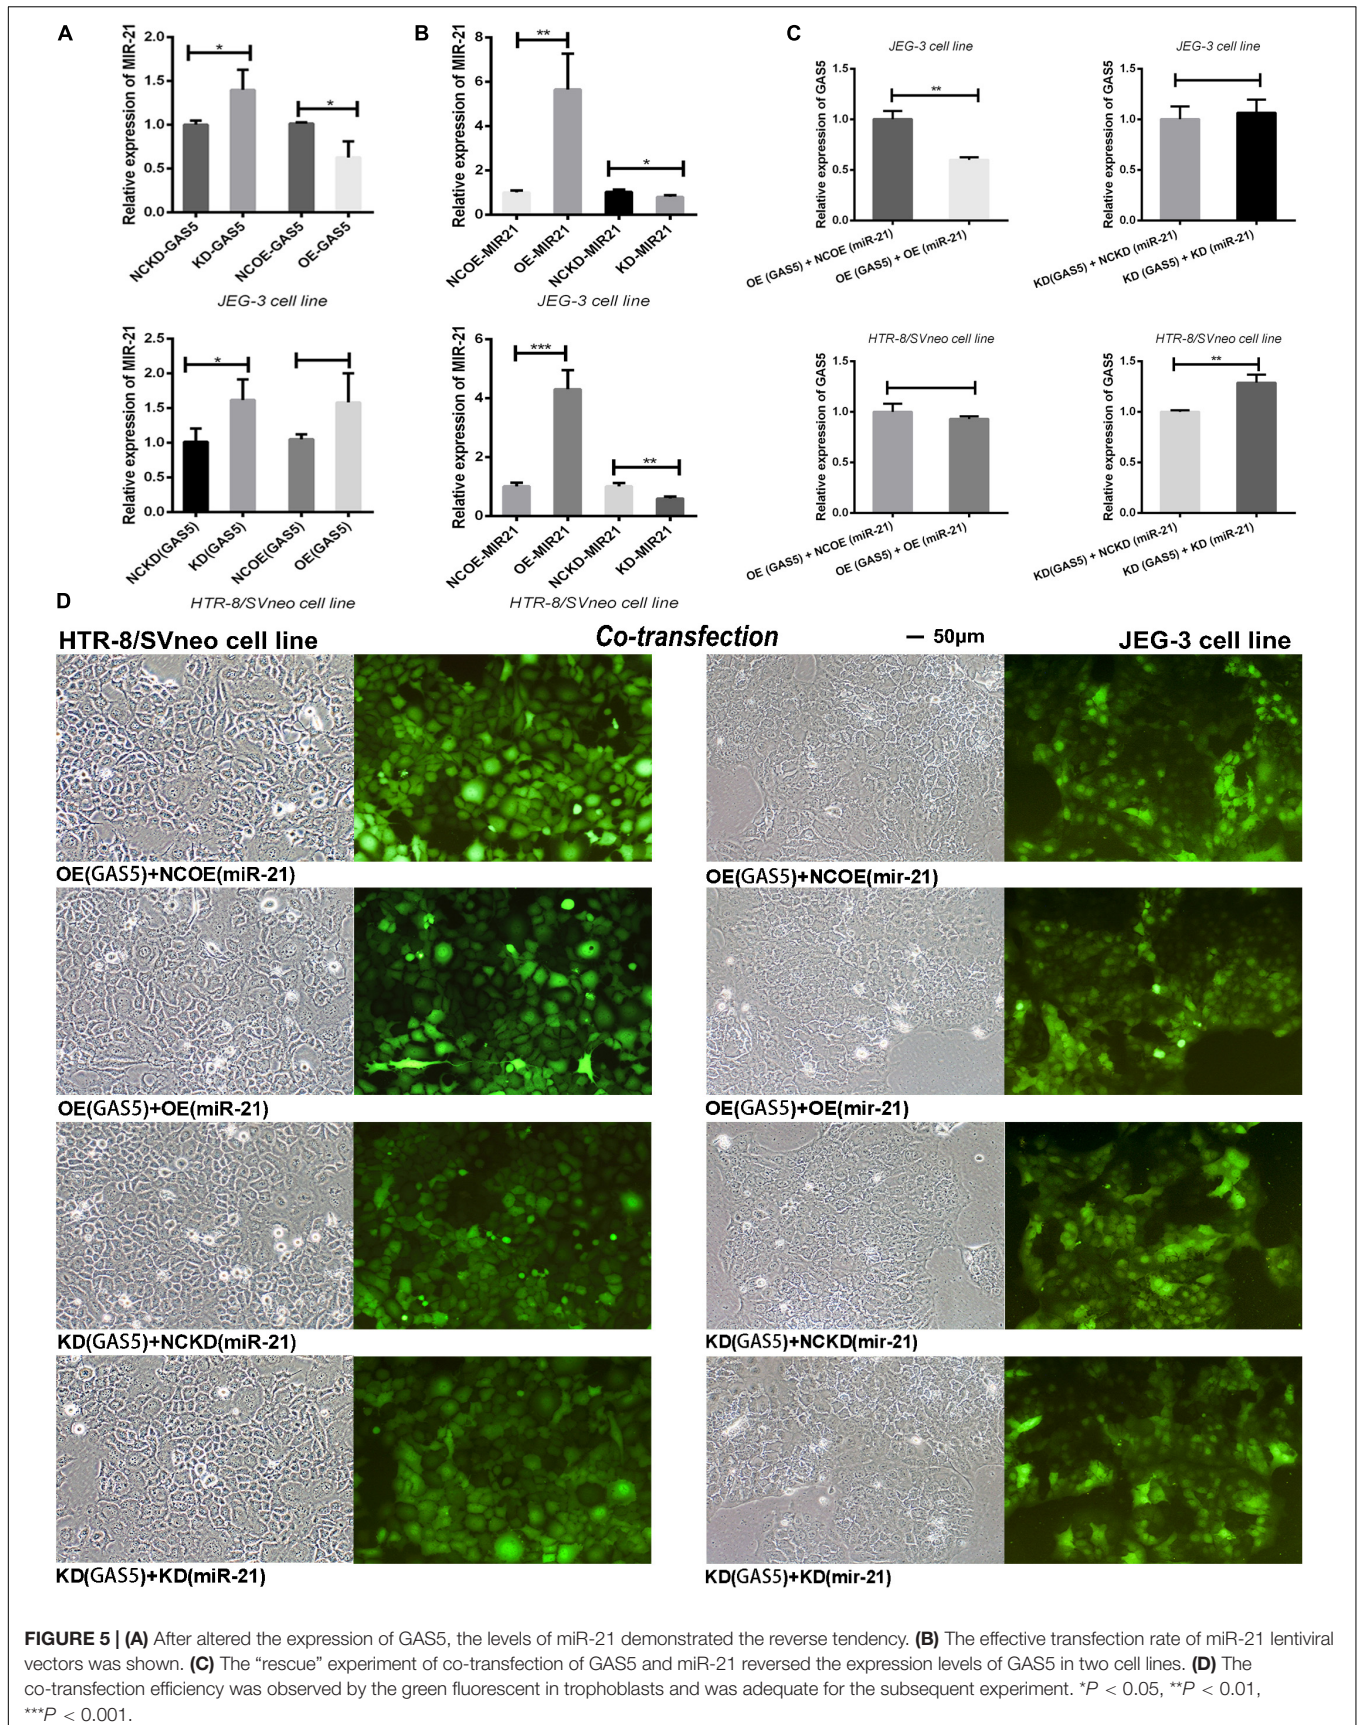 A
Relative expression of MIR-21
2.0
1.5
1.0
0.5
0.0
*
*
NCKD-GAS5
KD-GAS5
NCOE-GAS5
OE-GAS5
JEG-3 cell line
B
Relative expression of MIR-21
8
6
4
2
0
**
*
NCOE-MIR21
OE-MIR21
NCKD-MIR21
KD-MIR21
JEG-3 cell line
C
JEG-3 cell line
Relative expression of GAS5
1.5
1.0
0.5
0.0
**
OE (GAS5) + NCOE (miR-21)
OE (GAS5) + OE (miR-21)
JEG-3 cell line
Relative expression of GAS5
1.5
1.0
0.5
0.0
KD(GAS5) + NCKD (miR-21)
KD (GAS5) + KD (miR-21)
Relative expression of MIR-21
2.5
2.0
1.5
1.0
0.5
0.0
*
NCKD(GAS5)
KD(GAS5)
NCOE(GAS5)
OE(GAS5)
HTR-8/SVneo cell line
Relative expression of MIR-21
6
4
2
0
***
**
NCOE-MIR21
OE-MIR21
NCKD-MIR21
KD-MIR21
HTR-8/SVneo cell line
HTR-8/SVneo cell line
Relative expression of GAS5
1.5
1.0
0.5
0.0
OE (GAS5) + NCOE (miR-21)
OE (GAS5) + OE (miR-21)
HTR-8/SVneo cell line
Relative expression of GAS5
1.5
1.0
0.5
0.0
**
KD(GAS5) + NCKD (miR-21)
KD (GAS5) + KD (miR-21)
D
HTR-8/SVneo cell line
Co-transfection
50μm
JEG-3 cell line
OE(GAS5)+NCOE(miR-21)
OE(GAS5)+NCOE(mir-21)
OE(GAS5)+OE(miR-21)
OE(GAS5)+OE(mir-21)
KD(GAS5)+NCKD(miR-21)
KD(GAS5)+NCKD(mir-21)
KD(GAS5)+KD(miR-21)
KD(GAS5)+KD(mir-21)
FIGURE 5 | (A) After altered the expression of GAS5, the levels of miR-21 demonstrated the reverse tendency. (B) The effective transfection rate of miR-21 lentiviral
vectors was shown. (C) The “rescue” experiment of co-transfection of GAS5 and miR-21 reversed the expression levels of GAS5 in two cell lines. (D) The
co-transfection efficiency was observed by the green fluorescent in trophoblasts and was adequate for the subsequent experiment. *P < 0.05, **P < 0.01,
***P < 0.001.